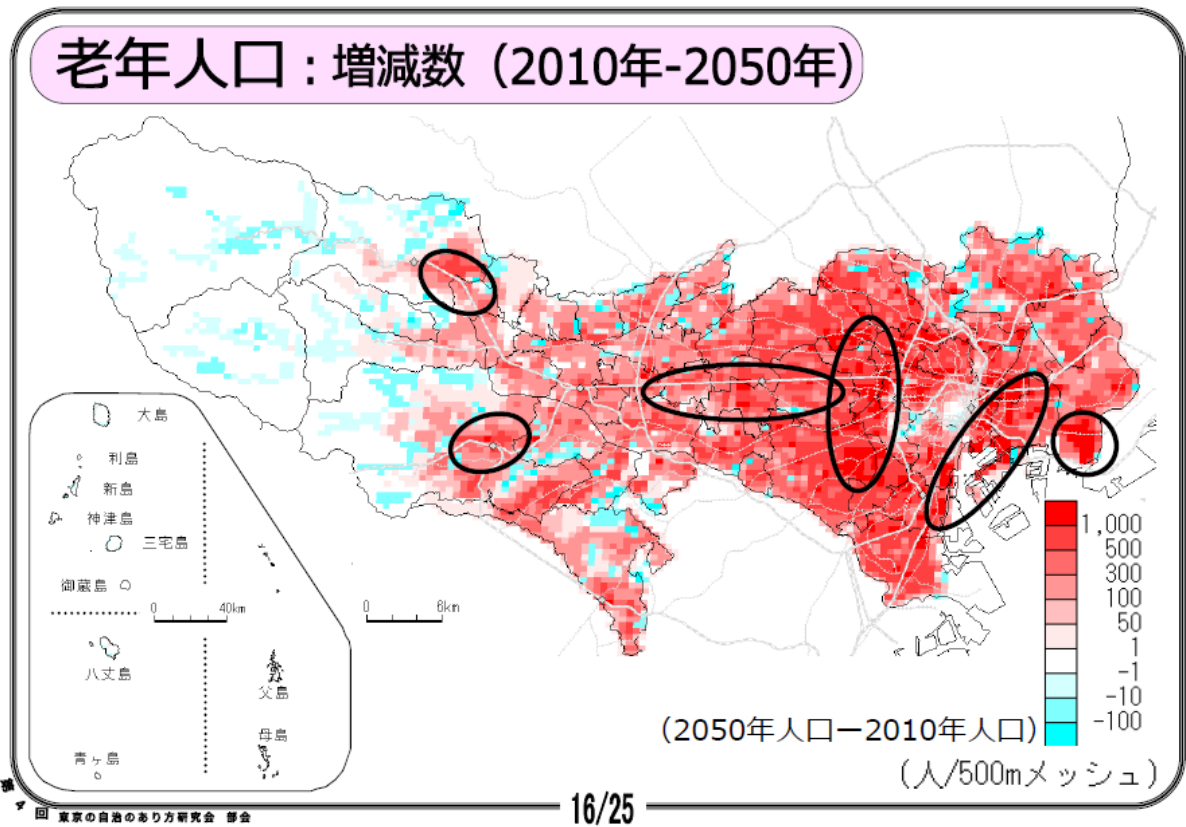 老年人口：増減数（2010年-2050年）
大島
利島
新島
神津島
三宅島
御蔵島
0 40km
0 6km
八丈島
父島
母島
青ヶ島
1,000
500
300
100
50
1
-1
-10
-100
（2050年人口ー2010年人口）
（人/500mメッシュ）
第4回 東京の自治のあり方研究会 部会
16/25